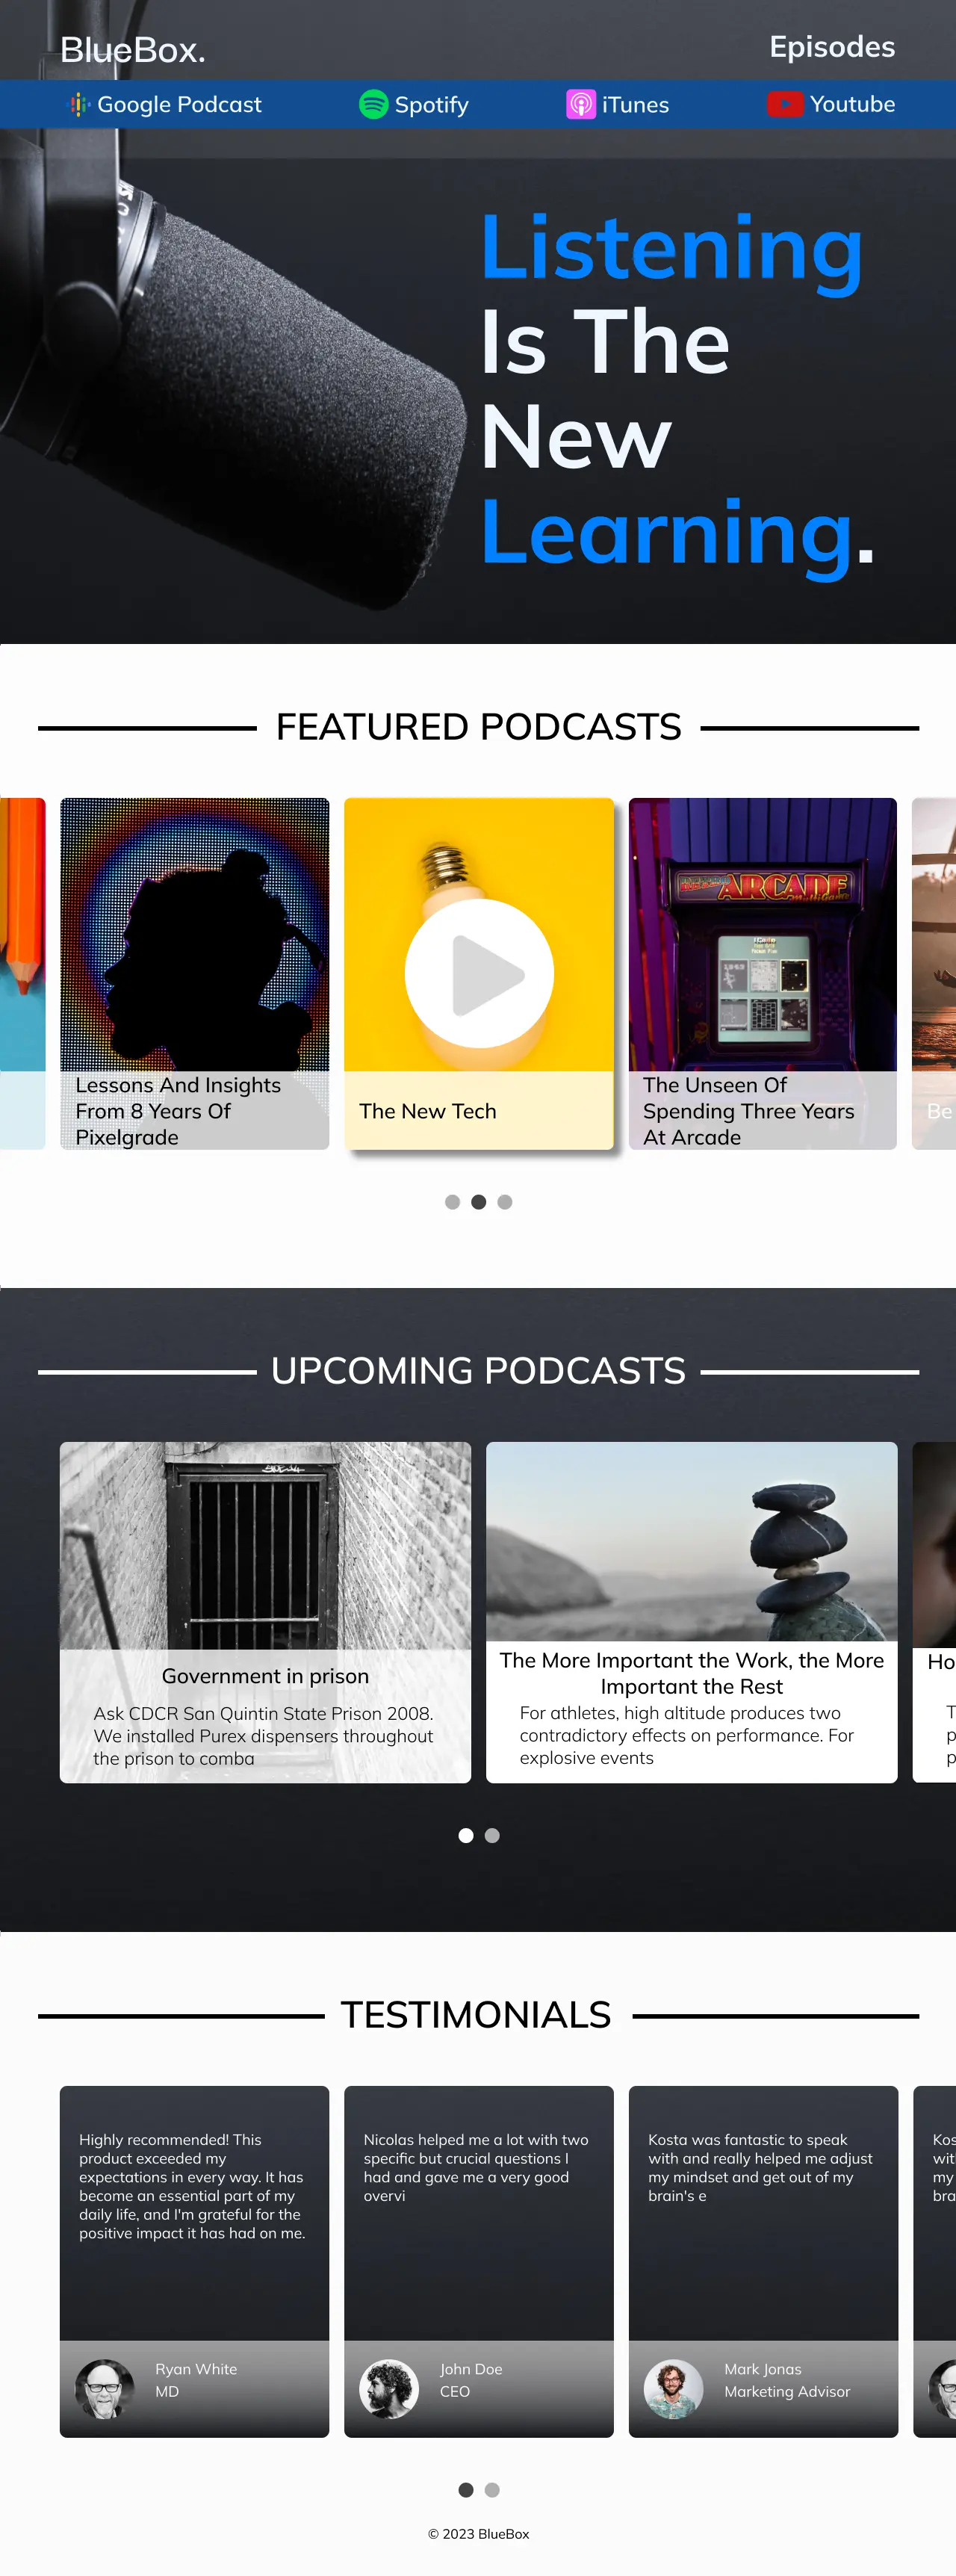 BlueBox.
Episodes
Google Podcast
Spotify
iTunes
Youtube
Listening
Is The
New
Learning.
FEATURED PODCASTS
ARCADE
Lessons And Insights
From 8 Years Of
Pixelgrade
The New Tech
The Unseen Of
Spending Three Years
At Arcade
Be
UPCOMING PODCASTS
Government in prison
Ask CDCR San Quintin State Prison 2008.
We installed Purex dispensers throughout
the prison to comba
The More Important the Work, the More
Important the Rest
For athletes, high altitude produces two
contradictory effects on performance. For
explosive events
Ho
T
p
p
TESTIMONIALS
Highly recommended! This
product exceeded my
expectations in every way. It has
become an essential part of my
daily life, and I'm grateful for the
positive impact it has had on me.
Ryan White
MD
Nicolas helped me a lot with two
specific but crucial questions I
had and gave me a very good
overvi
John Doe
CEO
Kosta was fantastic to speak
with and really helped me adjust
my mindset and get out of my
brain's e
Mark Jonas
Marketing Advisor
Kos
wit
my
bra
© 2023 BlueBox